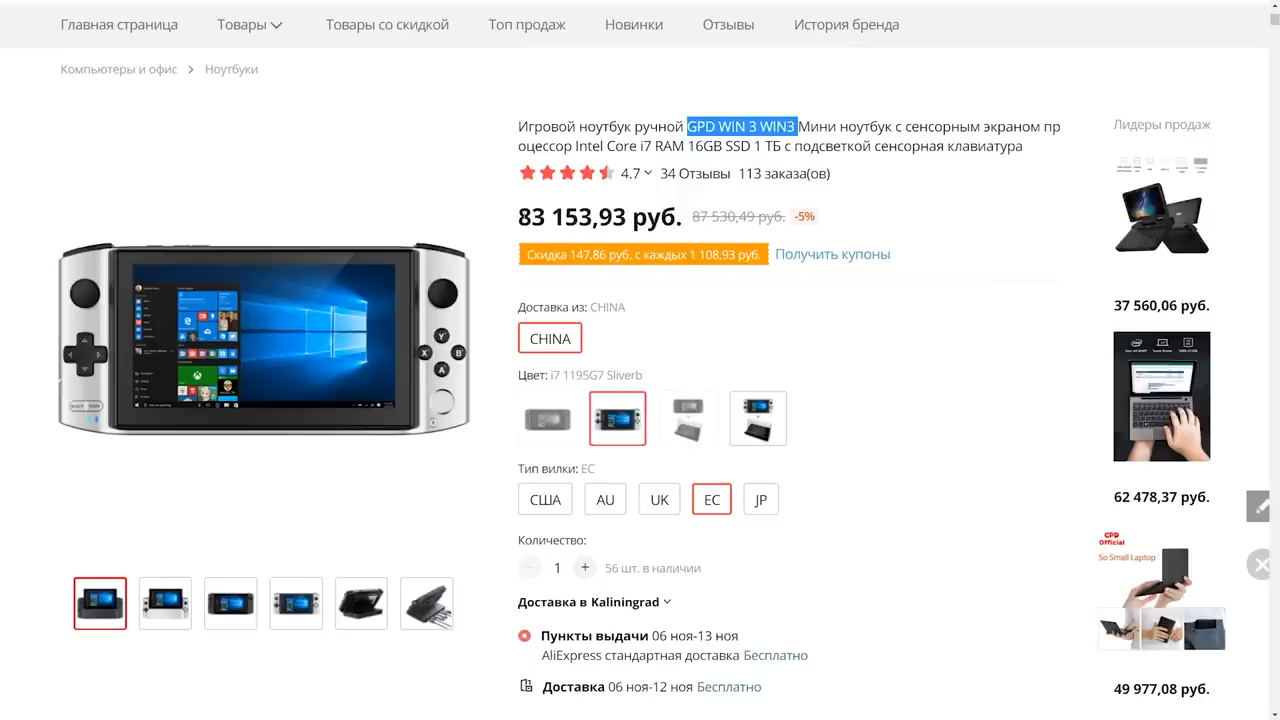 Главная страница Товары Товары со скидкой Топ продаж Новинки Отзывы История бренда
Компьютеры и офис > Ноутбуки
Игровой ноутбук ручной GPD WIN 3 WIN3 Мини ноутбук с сенсорным экраном пр
оцессор Intel Core i7 RAM 16GB SSD 1 ТБ с подсветкой сенсорная клавиатура
4.7 34 Отзывы 113 заказа(ов)
83 153,93 руб. 87 530,49 руб. -5%
Скидка 147,86 руб. с каждых 1 108,93 руб. Получить купоны
Доставка из: CHINA
CHINA
Цвет: i7 1195G7 Sliverb
Тип вилки: EC
США AU UK EC JP
Количество:
1 + 56 шт. в наличии
Доставка в Kaliningrad
Пункты выдачи 06 ноя-13 ноя
AliExpress стандартная доставка Бесплатно
Доставка 06 ноя-12 ноя Бесплатно
Лидеры продаж
37 560,06 руб.
62 478,37 руб.
GPD
Official
So Small Laptop
49 977,08 руб.
Y
X B
A